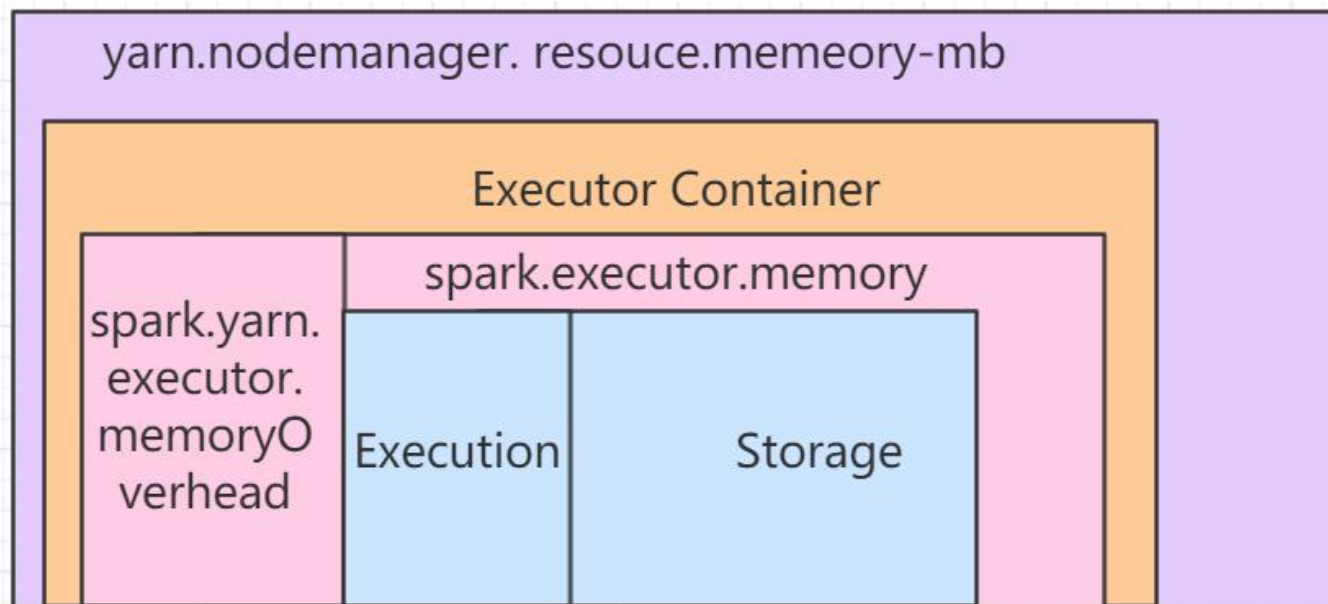 yarn.nodemanager. resouce.memeory-mb
Executor Container
spark.executor.memory
spark.yarn.
executor.
memoryO
verhead
Execution
Storage